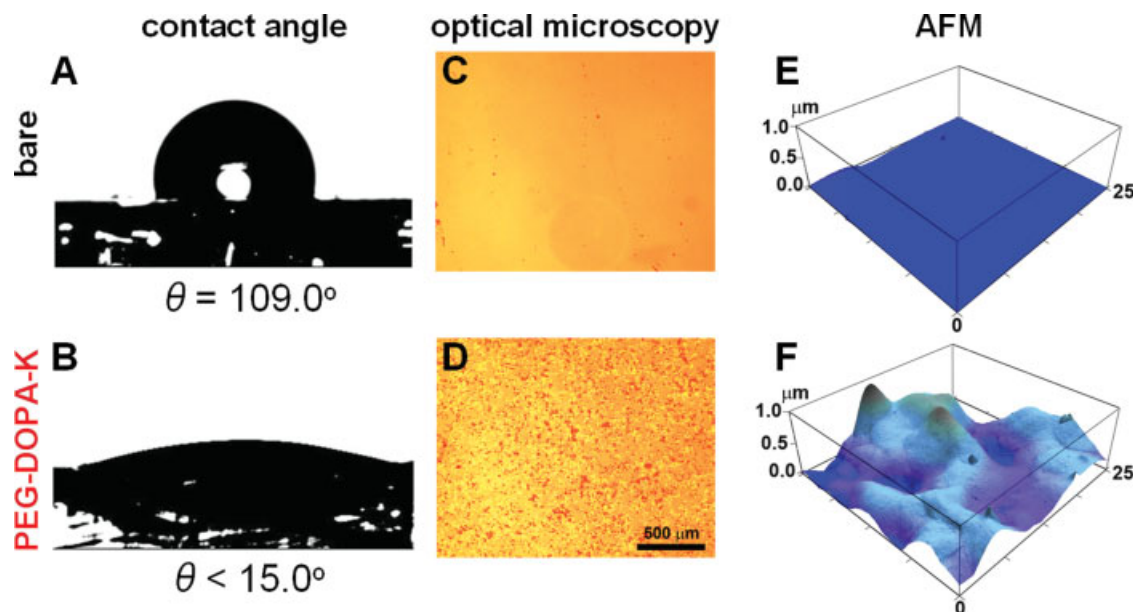 contact angle
optical microscopy
AFM
bare
A
θ = 109.0°
C
E
μm
1.0
0.5
0.0
25
0
PEG-DOPA-K
B
θ < 15.0°
D
500 μm
F
μm
1.0
0.5
0.0
25
0